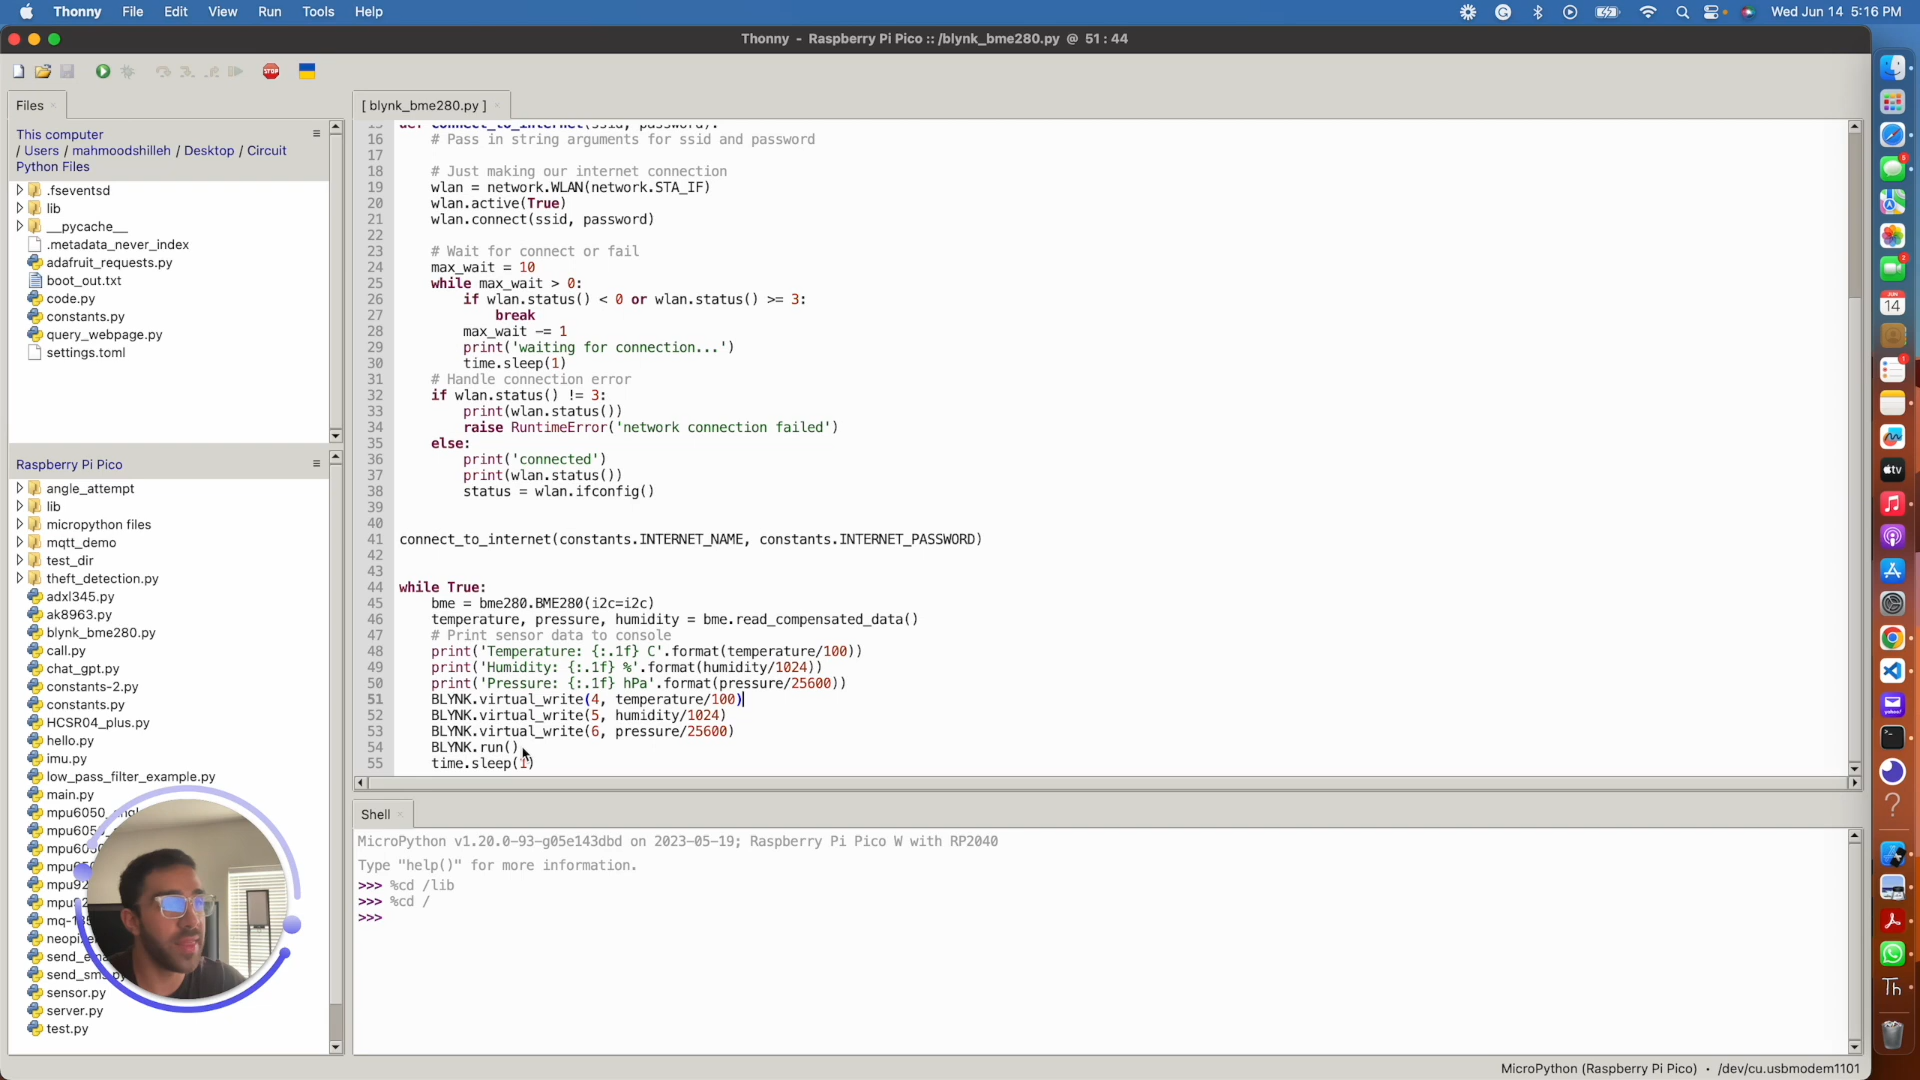 Thonny File Edit View Run Tools Help
Wed Jun 14 5:16 PM
Thonny - Raspberry Pi Pico :: /blynk_bme280.py @ 51 : 44
STOP
Files
This computer
/ Users / mahmoodshilleh / Desktop / Circuit
Python Files
.fseventsd
lib
__pycache__
.metadata_never_index
adafruit_requests.py
boot_out.txt
code.py
constants.py
query_webpage.py
settings.toml
Raspberry Pi Pico
angle_attempt
lib
micropython files
mqtt_demo
test_dir
theft_detection.py
adxl345.py
ak8963.py
blynk_bme280.py
call.py
chat_gpt.py
constants-2.py
constants.py
HCSR04_plus.py
hello.py
imu.py
low_pass_filter_example.py
main.py
sensor.py
server.py
test.py
[ blynk_bme280.py ]
15 def connect_to_internet(ssid, password):
16 # Pass in string arguments for ssid and password
17
18 # Just making our internet connection
19 wlan = network.WLAN(network.STA_IF)
20 wlan.active(True)
21 wlan.connect(ssid, password)
22
23 # Wait for connect or fail
24 max_wait = 10
25 while max_wait > 0:
26 if wlan.status() < 0 or wlan.status() >= 3:
27 break
28 max_wait -= 1
29 print('waiting for connection...')
30 time.sleep(1)
31 # Handle connection error
32 if wlan.status() != 3:
33 print(wlan.status())
34 raise RuntimeError('network connection failed')
35 else:
36 print('connected')
37 print(wlan.status())
38 status = wlan.ifconfig()
39
40
41 connect_to_internet(constants.INTERNET_NAME, constants.INTERNET_PASSWORD)
42
43
44 while True:
45 bme = bme280.BME280(i2c=i2c)
46 temperature, pressure, humidity = bme.read_compensated_data()
47 # Print sensor data to console
48 print('Temperature: {:.1f} C'.format(temperature/100))
49 print('Humidity: {:.1f} %'.format(humidity/1024))
50 print('Pressure: {:.1f} hPa'.format(pressure/25600))
51 BLYNK.virtual_write(4, temperature/100)
52 BLYNK.virtual_write(5, humidity/1024)
53 BLYNK.virtual_write(6, pressure/25600)
54 BLYNK.run()
55 time.sleep(1)
Shell
MicroPython v1.20.0-93-g05e143dbd on 2023-05-19; Raspberry Pi Pico W with RP2040
Type "help()" for more information.
>>> %cd /lib
>>> %cd /
>>>
MicroPython (Raspberry Pi Pico) • /dev/cu.usbmodem1101
JUN
14
tv
Th